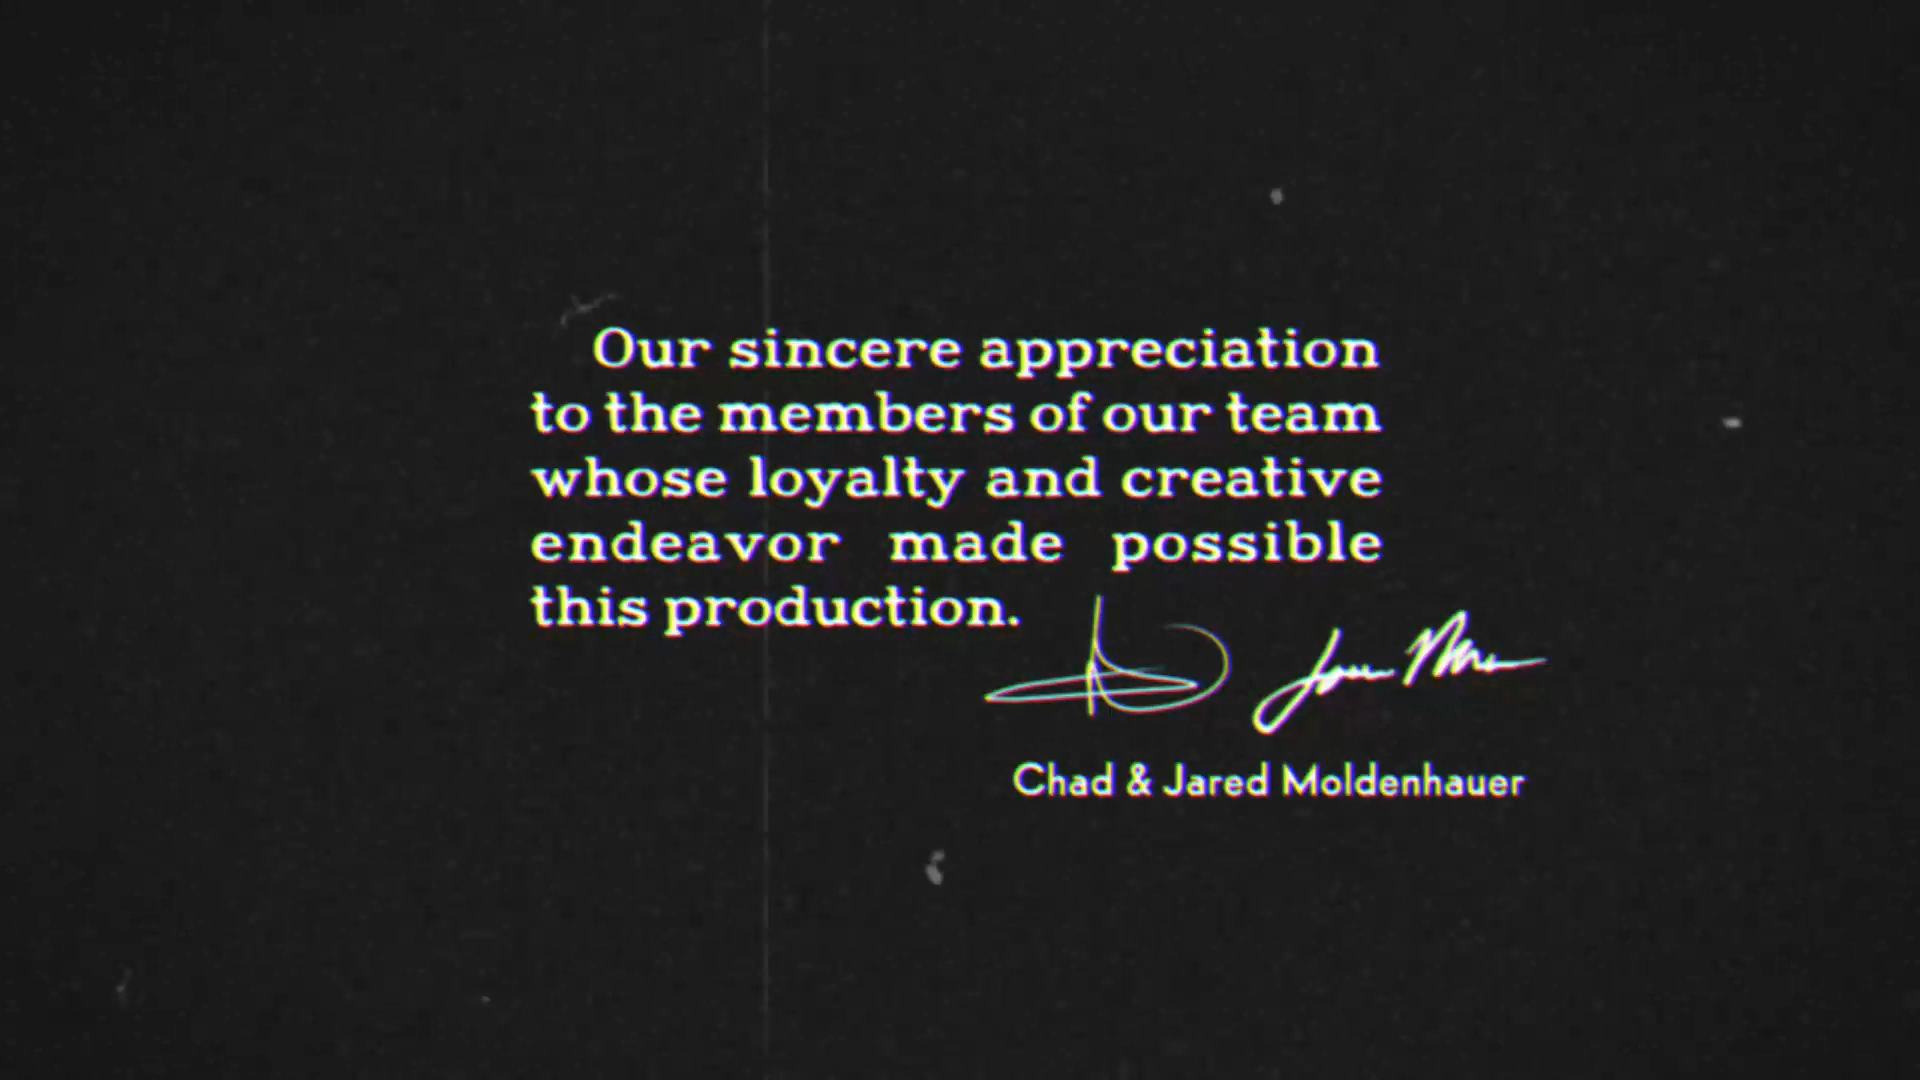 Our sincere appreciation
to the members of our team
whose loyalty and creative
endeavor made possible
this production.
Chad & Jared Moldenhauer